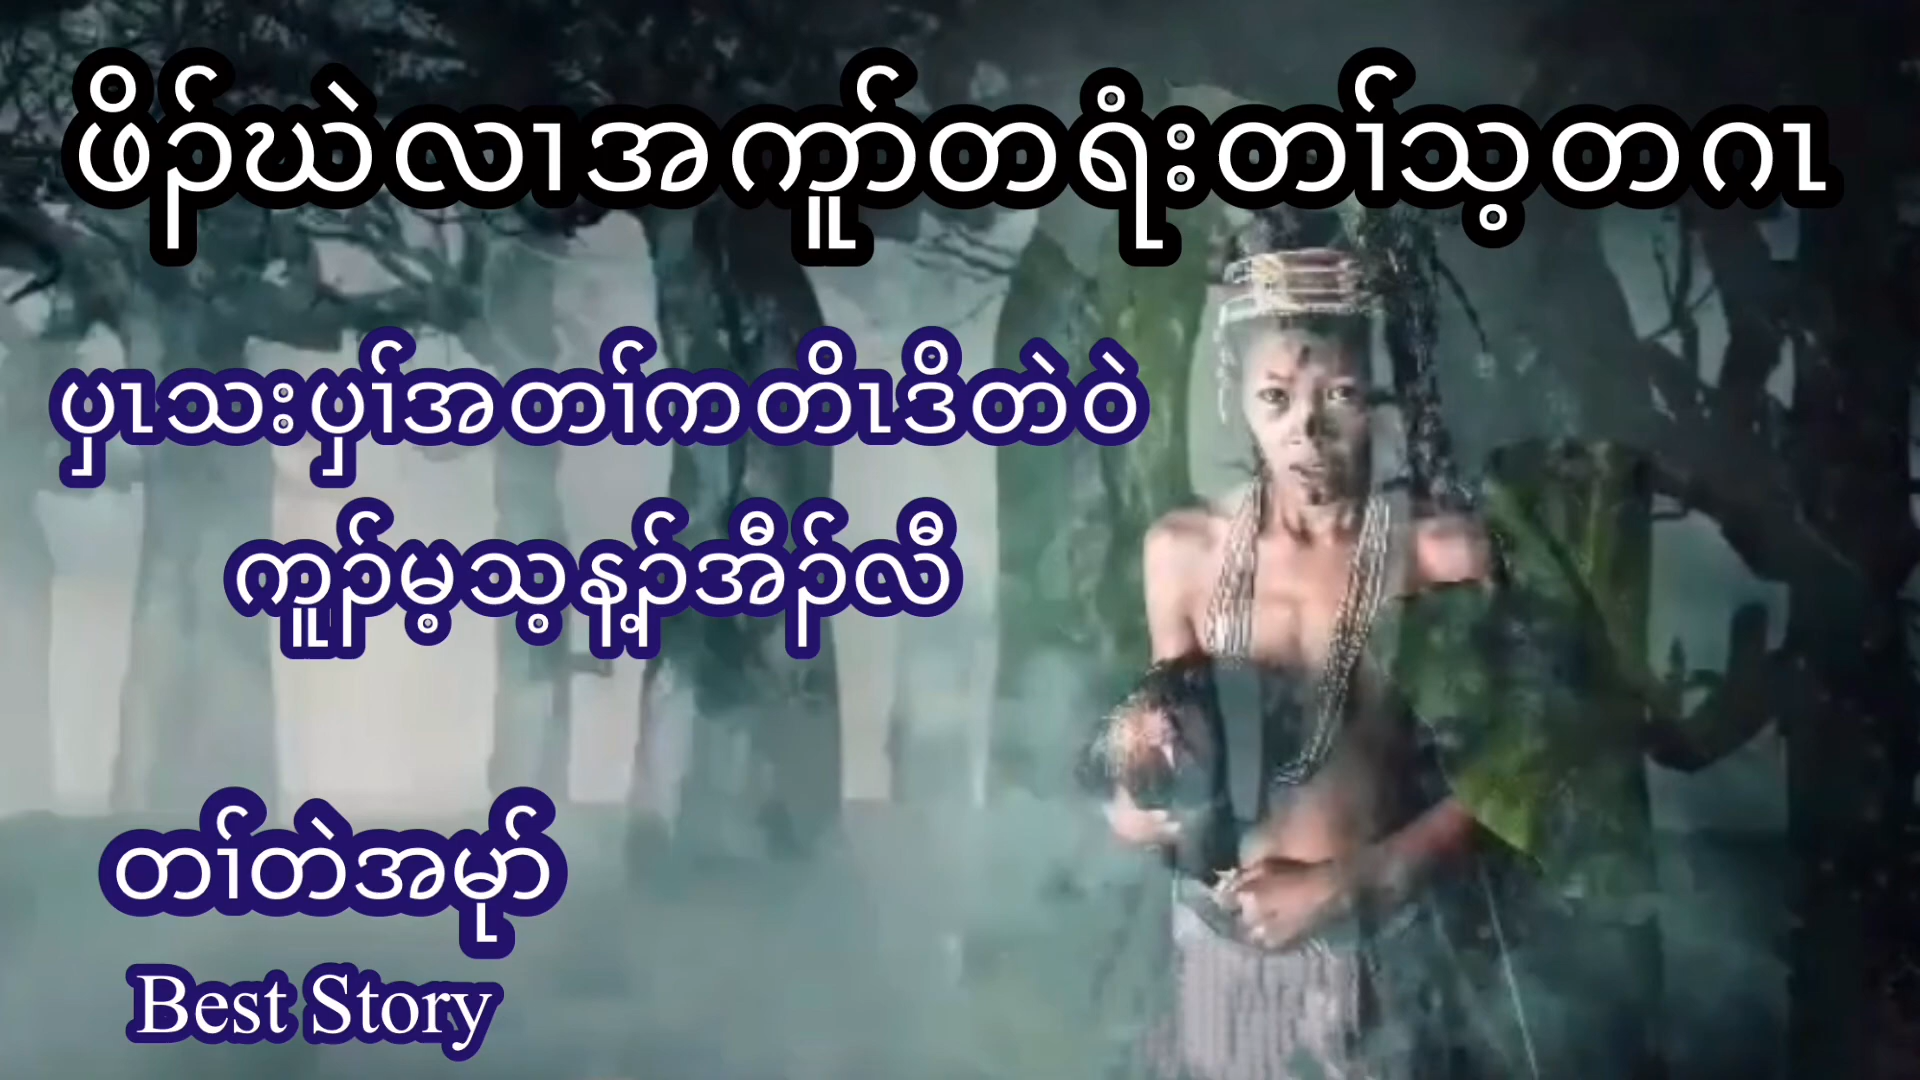 ဖိၣ်ဃဲလၢအကူာ်တရံးတၢ်သ့တဂၤ
ပှၤသးပှၢ်အတၢ်ကတိၤဒိတဲဝဲ
ကူၣ်မ့သ့န့ၣ်အီၣ်လီ
တၢ်တဲအမုာ်
Best Story